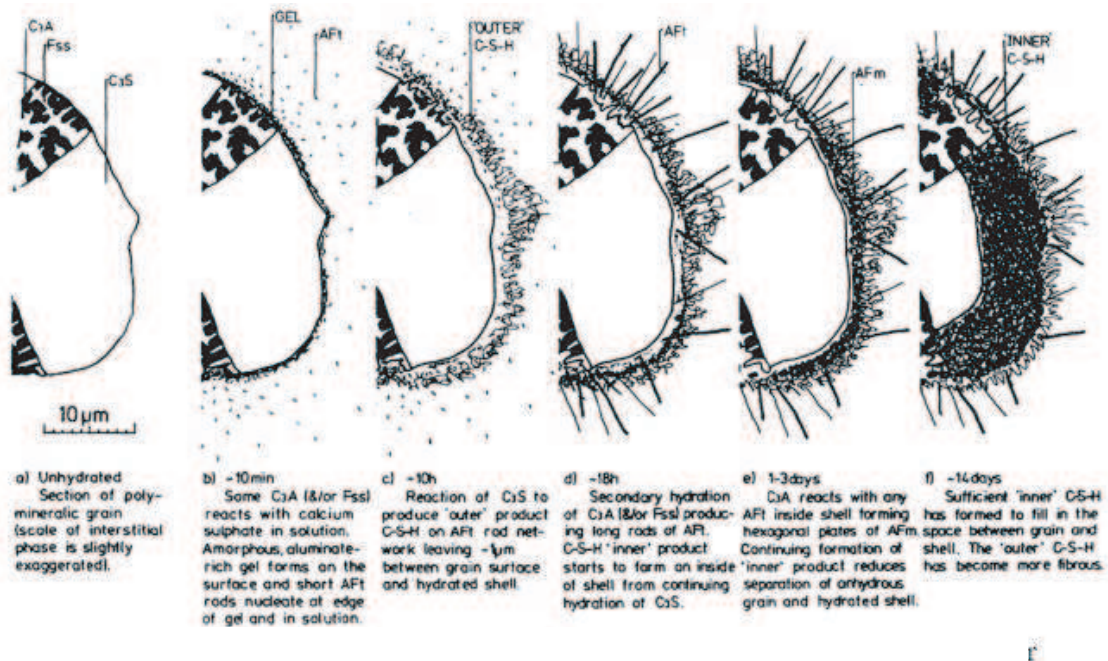 C₃A
Fss
C₃S
GEL
AFt
'OUTER'
C-S-H
AFt
AFm
'INNER'
C-S-H
10 µm
a) Unhydrated
Section of poly-
mineralic grain
(scale of interstitial
phase is slightly
exaggerated).
b) ~10min
Some C₃A (&/or Fss)
reacts with calcium
sulphate in solution.
Amorphous, aluminate-
rich gel forms on the
surface and short AFt
rods nucleate at edge
of gel and in solution.
c) ~10h
Reaction of C₃S to
produce 'outer' product
C-S-H on AFt rod net-
work leaving ~1µm
between grain surface
and hydrated shell.
d) ~18h
Secondary hydration
of C₃A (&/or Fss) produc-
ing long rods of AFt.
C-S-H 'inner' product
starts to form on inside
of shell from continuing
hydration of C₃S.
e) 1-3days
C₃A reacts with any
AFt inside shell forming
hexagonal plates of AFm.
Continuing formation of
'inner' product reduces
separation of anhydrous
grain and hydrated shell.
f) ~14days
Sufficient 'inner' C-S-H
has formed to fill in the
space between grain and
shell. The 'outer' C-S-H
has become more fibrous.